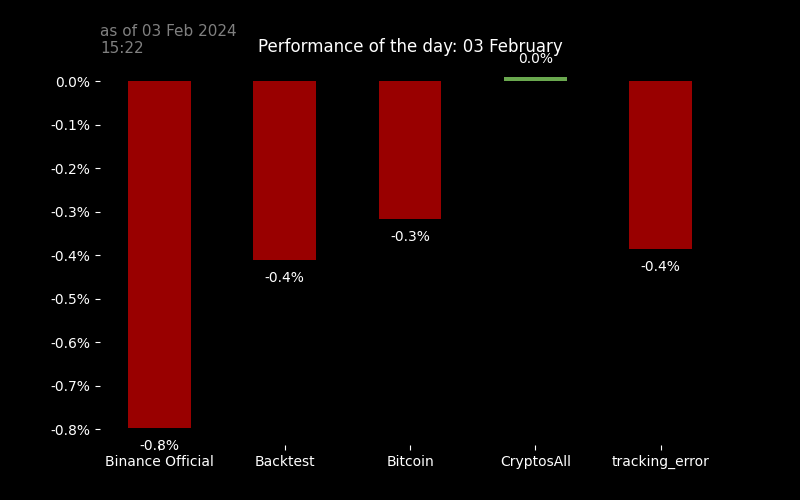 as of 03 Feb 2024
15:22
Performance of the day: 03 February
0.0%
0.0%
-0.1%
-0.2%
-0.3%
-0.4%
-0.5%
-0.6%
-0.7%
-0.8%
-0.3%
-0.4%
-0.4%
-0.8%
Binance Official
Backtest
Bitcoin
CryptosAll
tracking_error